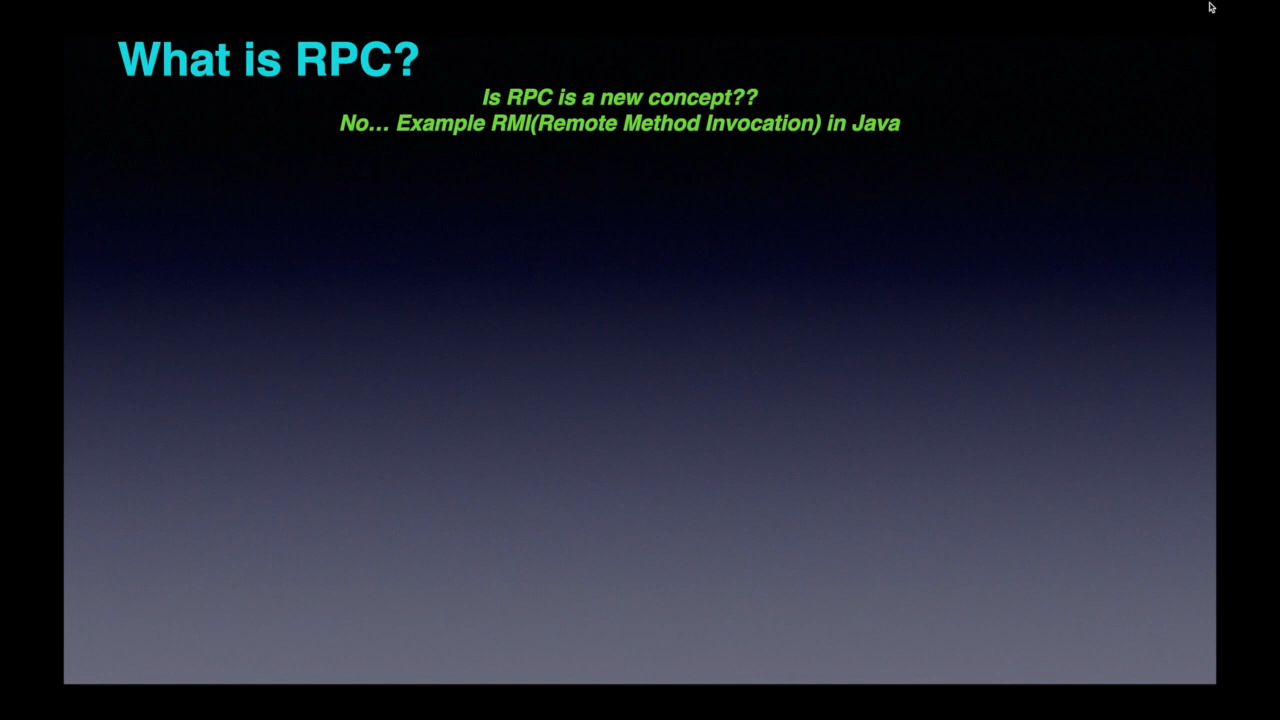 What is RPC?
Is RPC is a new concept??
No... Example RMI(Remote Method Invocation) in Java